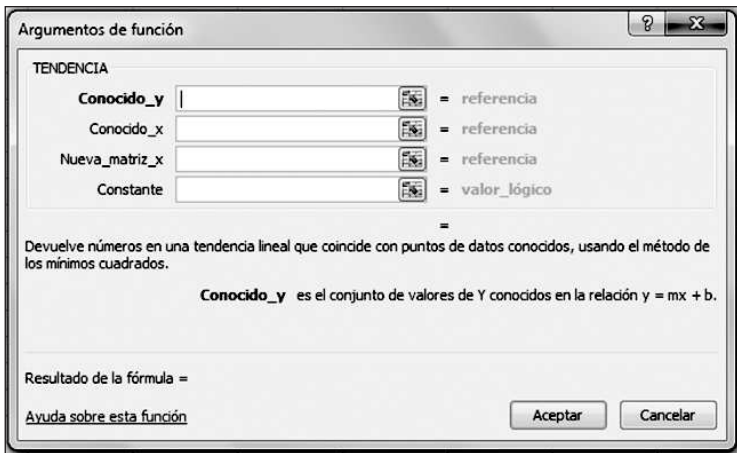 Argumentos de función
TENDENCIA
Conocido_y = referencia
Conocido_x = referencia
Nueva_matriz_x = referencia
Constante = valor_lógico
=
Devuelve números en una tendencia lineal que coincide con puntos de datos conocidos, usando el método de
los mínimos cuadrados.
Conocido_y es el conjunto de valores de Y conocidos en la relación y = mx + b.
Resultado de la fórmula =
Ayuda sobre esta función
Aceptar
Cancelar